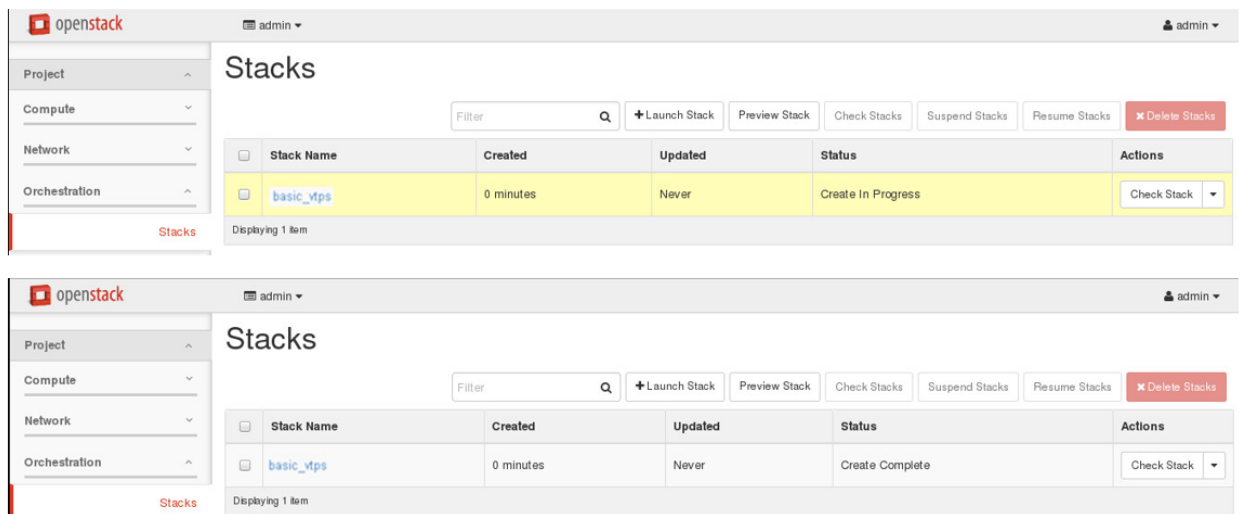 openstack admin admin
Project
Stacks
Compute
Filter +Launch Stack Preview Stack Check Stacks Suspend Stacks Resume Stacks Delete Stacks
Network
Stack Name Created Updated Status Actions
Orchestration
basic_vtps 0 minutes Never Create In Progress Check Stack
Stacks
Displaying 1 item
openstack admin admin
Project
Stacks
Compute
Filter +Launch Stack Preview Stack Check Stacks Suspend Stacks Resume Stacks Delete Stacks
Network
Stack Name Created Updated Status Actions
Orchestration
basic_vtps 0 minutes Never Create Complete Check Stack
Stacks
Displaying 1 item